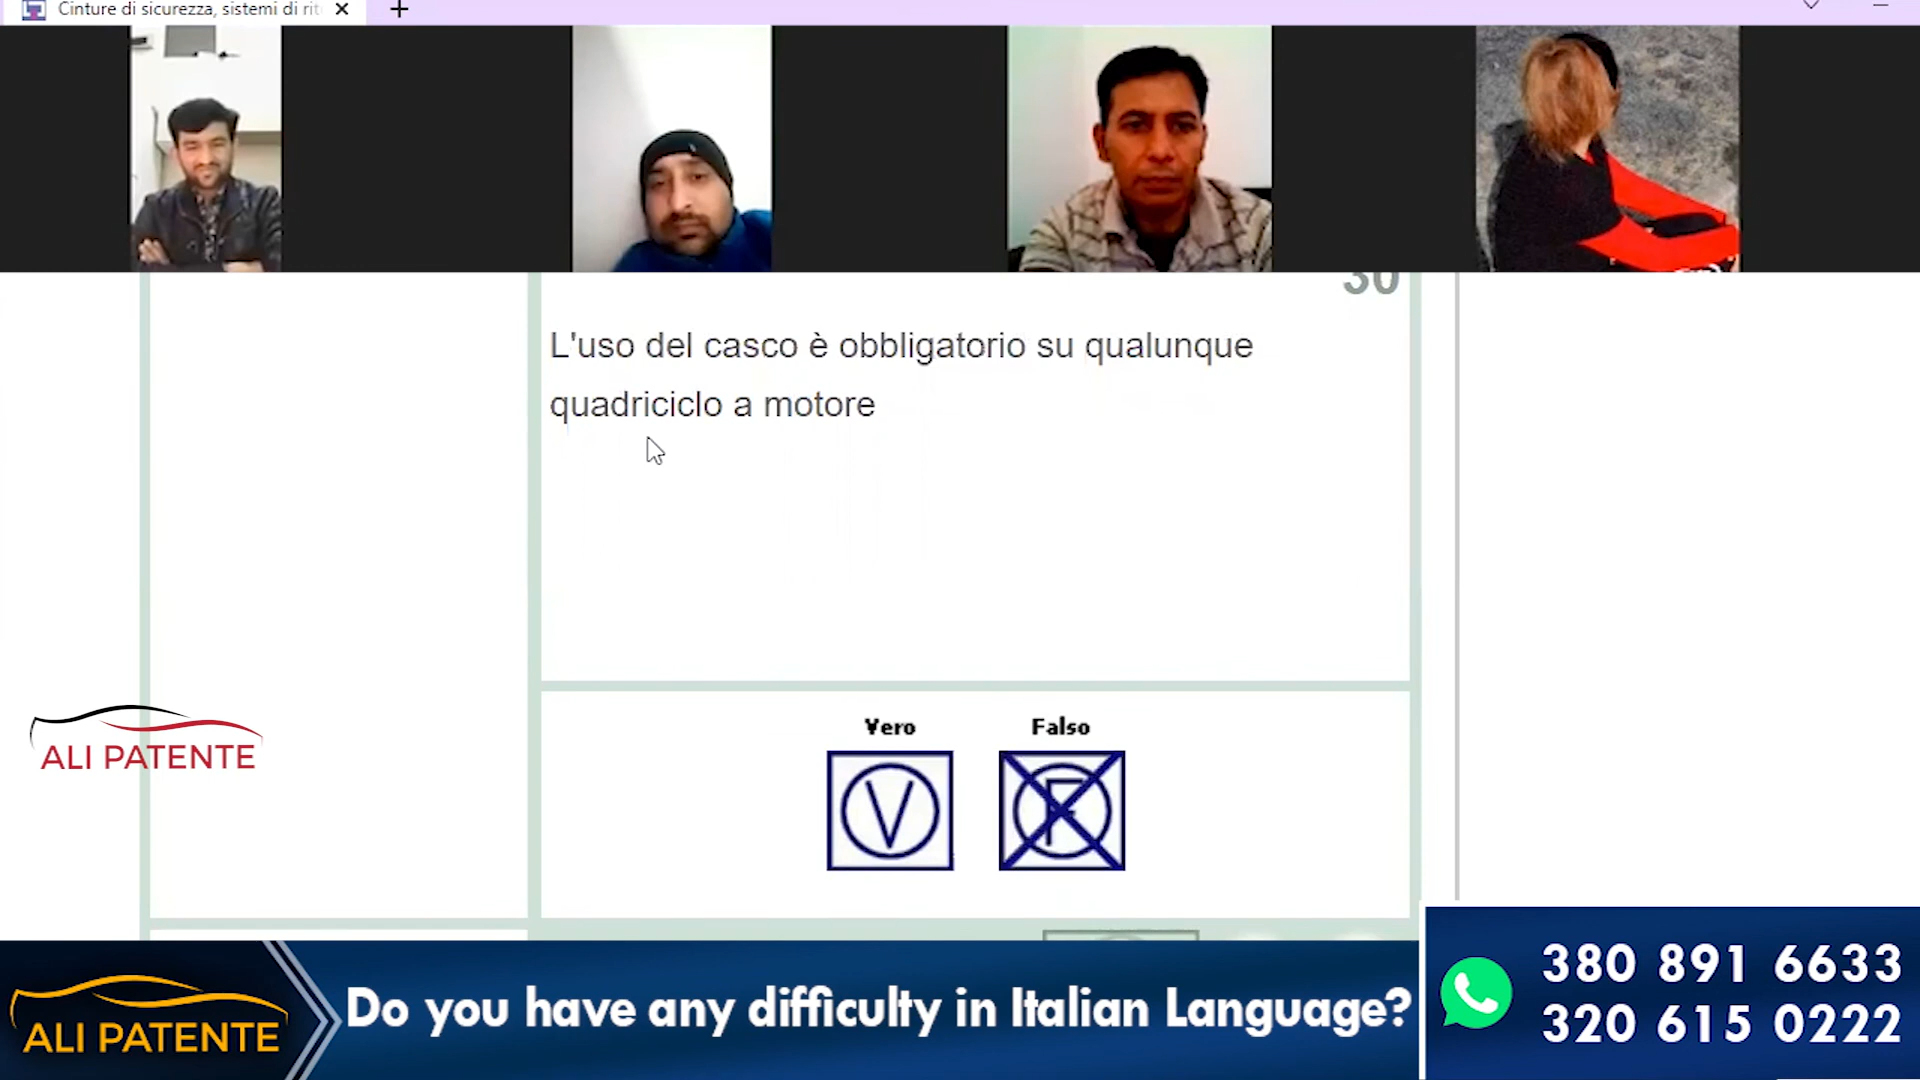 Cinture di sicurezza, sistemi di rit
30
L'uso del casco è obbligatorio su qualunque
quadriciclo a motore
Vero
Falso
V
F
ALI PATENTE
ALI PATENTE
Do you have any difficulty in Italian Language?
380 891 6633
320 615 0222